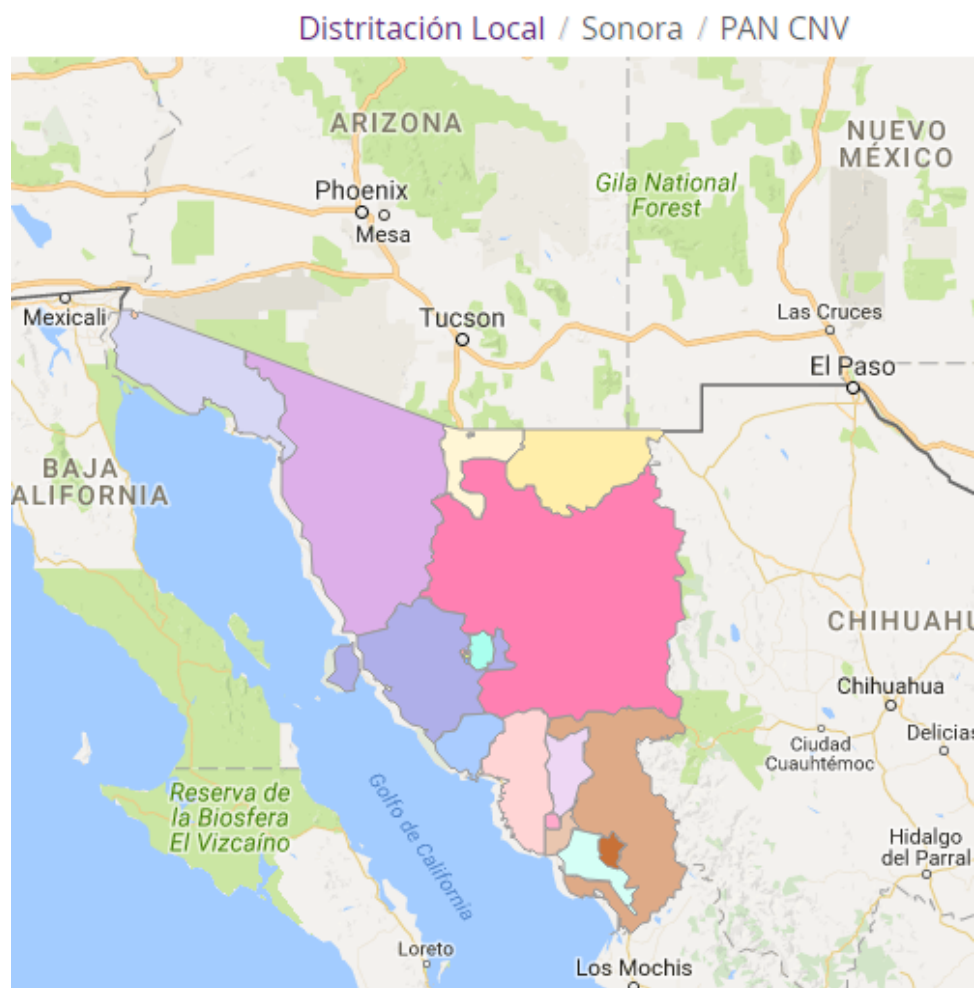 Distritación Local / Sonora / PAN CNV
ARIZONA
NUEVO
MÉXICO
Phoenix
Mesa
Gila National
Forest
Mexicali
Tucson
Las Cruces
El Paso
BAJA
ALIFORNIA
CHIHUAHU
Chihuahua
Delicias
Ciudad
Cuauhtémoc
Reserva de
la Biosfera
El Vizcaíno
Golfo de California
Hidalgo
del Parral
Loreto
Los Mochis